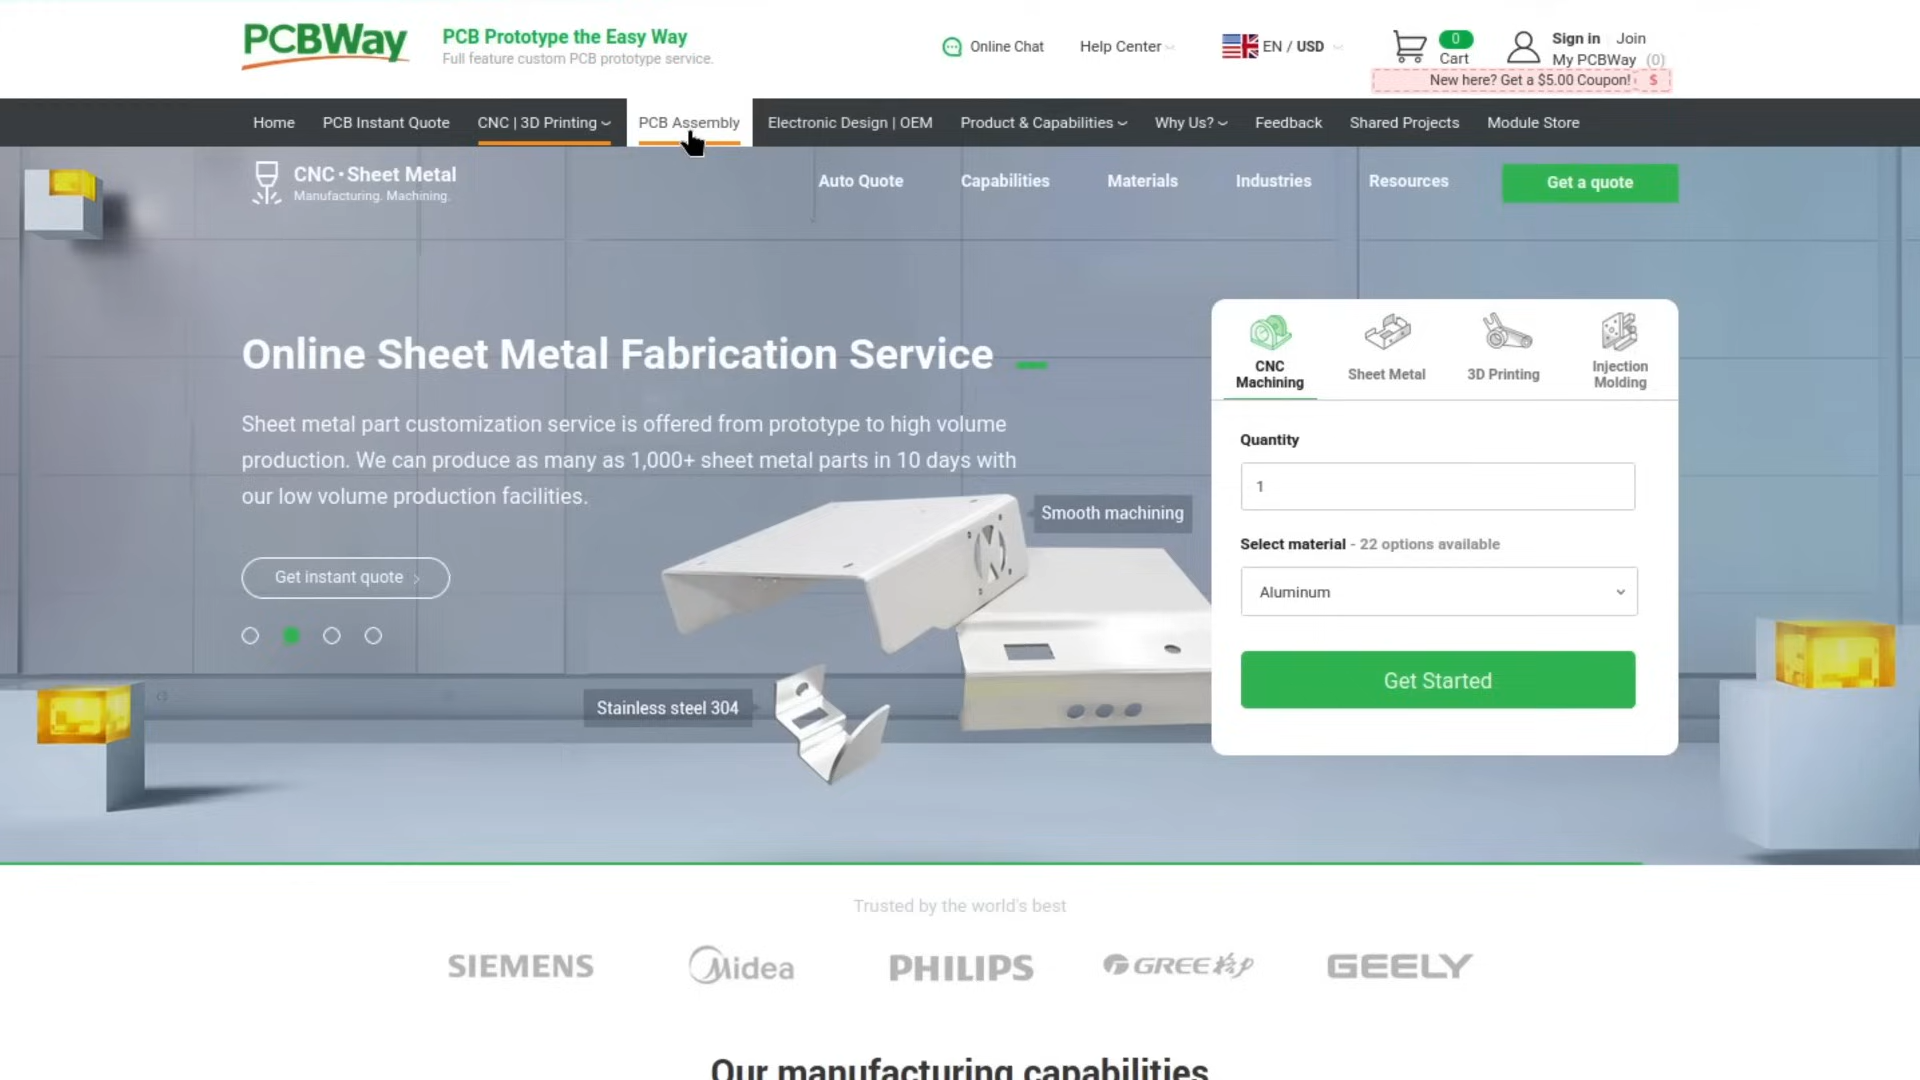 PCBWay
PCB Prototype the Easy Way
Full feature custom PCB prototype service.
Online Chat
Help Center
EN / USD
0
Cart
Sign in Join
My PCBWay (0)
New here? Get a $5.00 Coupon! $
Home
PCB Instant Quote
CNC | 3D Printing
PCB Assembly
Electronic Design | OEM
Product & Capabilities
Why Us?
Feedback
Shared Projects
Module Store
CNC·Sheet Metal
Manufacturing. Machining.
Auto Quote
Capabilities
Materials
Industries
Resources
Get a quote
Online Sheet Metal Fabrication Service
Sheet metal part customization service is offered from prototype to high volume
production. We can produce as many as 1,000+ sheet metal parts in 10 days with
our low volume production facilities.
Get instant quote
Smooth machining
Stainless steel 304
CNC
Machining
Sheet Metal
3D Printing
Injection
Molding
Quantity
1
Select material - 22 options available
Aluminum
Get Started
Trusted by the world's best
SIEMENS
Midea
PHILIPS
GREE格力
GEELY
Our manufacturing capabilities